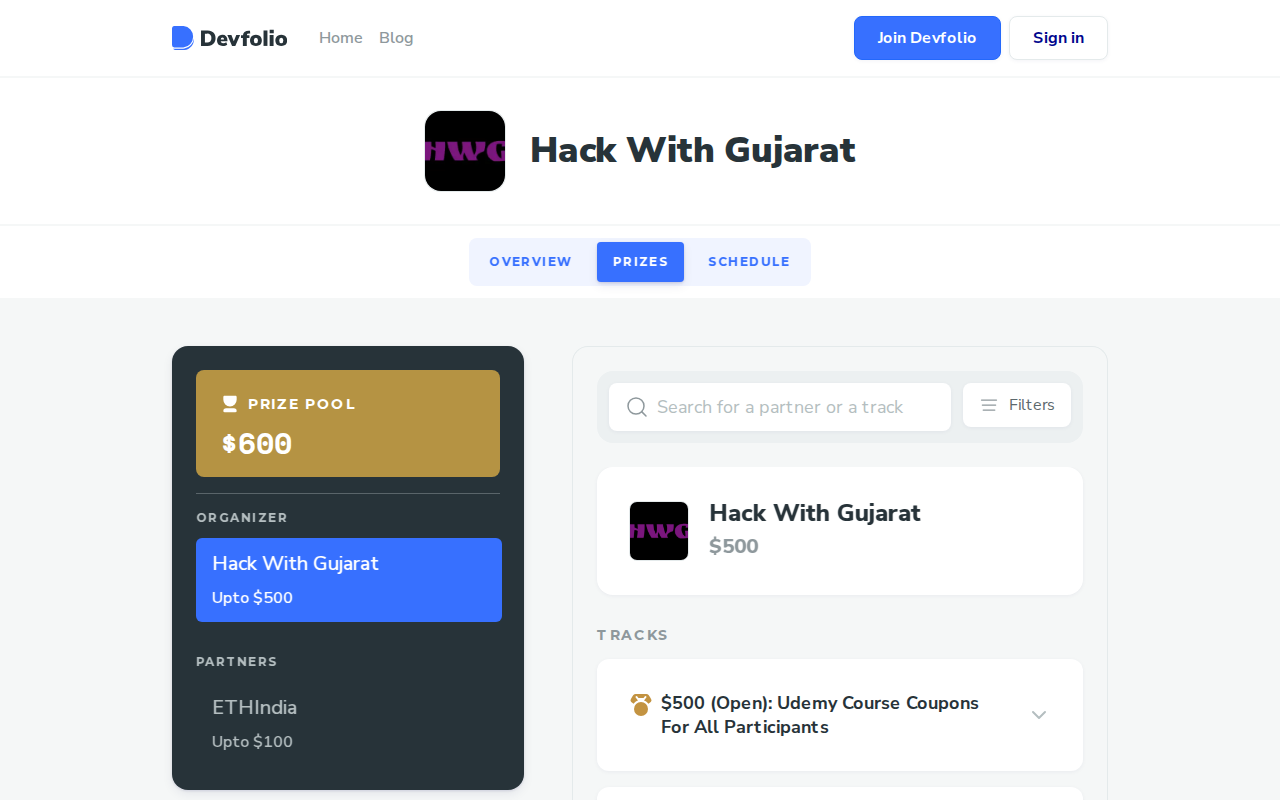 Devfolio
Home
Blog
Join Devfolio
Sign in
HWG
Hack With Gujarat
OVERVIEW
PRIZES
SCHEDULE
PRIZE POOL
$600
ORGANIZER
Hack With Gujarat
Upto $500
PARTNERS
ETHIndia
Upto $100
Search for a partner or a track
Filters
HWG
Hack With Gujarat
$500
TRACKS
$500 (Open): Udemy Course Coupons
For All Participants